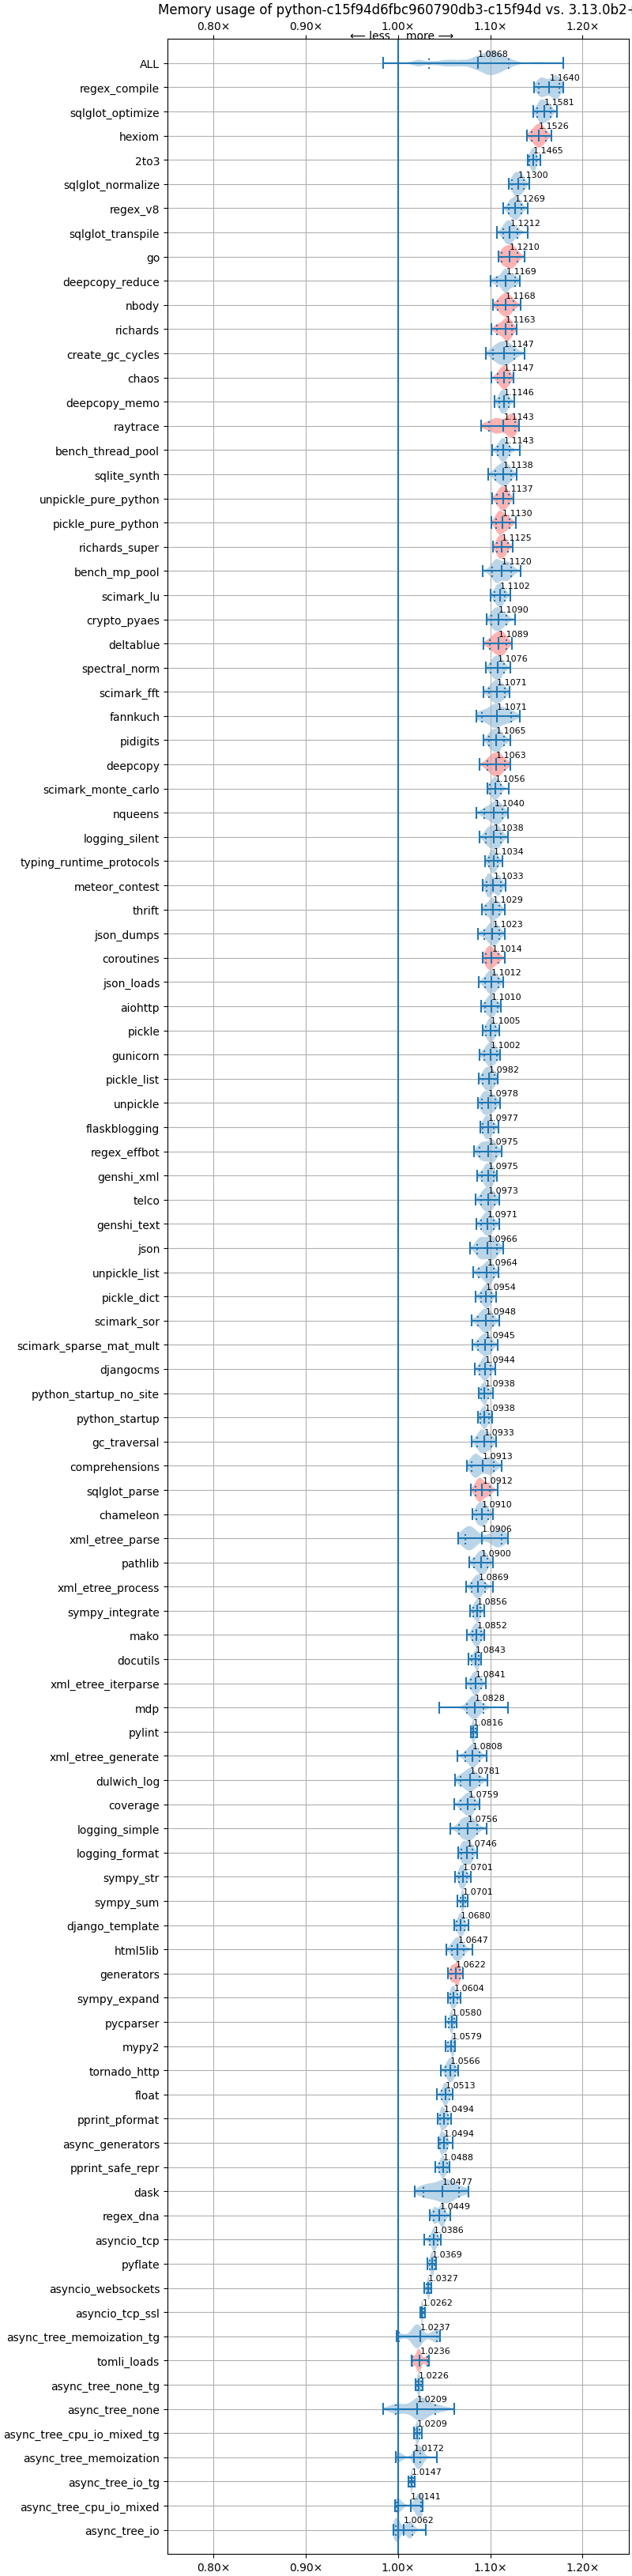 Memory usage of python-c15f94d6fbc960790db3-c15f94d vs. 3.13.0b2-
0.80× 0.90× 1.00× 1.10× 1.20×
⟵ less more ⟶
ALL 1.0868
regex_compile 1.1640
sqlglot_optimize 1.1581
hexiom 1.1526
2to3 1.1465
sqlglot_normalize 1.1300
regex_v8 1.1269
sqlglot_transpile 1.1212
go 1.1210
deepcopy_reduce 1.1169
nbody 1.1168
richards 1.1163
create_gc_cycles 1.1147
chaos 1.1147
deepcopy_memo 1.1146
raytrace 1.1143
bench_thread_pool 1.1143
sqlite_synth 1.1138
unpickle_pure_python 1.1137
pickle_pure_python 1.1130
richards_super 1.1125
bench_mp_pool 1.1120
scimark_lu 1.1102
crypto_pyaes 1.1090
deltablue 1.1089
spectral_norm 1.1076
scimark_fft 1.1071
fannkuch 1.1071
pidigits 1.1065
deepcopy 1.1063
scimark_monte_carlo 1.1056
nqueens 1.1040
logging_silent 1.1038
typing_runtime_protocols 1.1034
meteor_contest 1.1033
thrift 1.1029
json_dumps 1.1023
coroutines 1.1014
json_loads 1.1012
aiohttp 1.1010
pickle 1.1005
gunicorn 1.1002
pickle_list 1.0982
unpickle 1.0978
flaskblogging 1.0977
regex_effbot 1.0975
genshi_xml 1.0975
telco 1.0973
genshi_text 1.0971
json 1.0966
unpickle_list 1.0964
pickle_dict 1.0954
scimark_sor 1.0948
scimark_sparse_mat_mult 1.0945
djangocms 1.0944
python_startup_no_site 1.0938
python_startup 1.0938
gc_traversal 1.0933
comprehensions 1.0913
sqlglot_parse 1.0912
chameleon 1.0910
xml_etree_parse 1.0906
pathlib 1.0900
xml_etree_process 1.0869
sympy_integrate 1.0856
mako 1.0852
docutils 1.0843
xml_etree_iterparse 1.0841
mdp 1.0828
pylint 1.0816
xml_etree_generate 1.0808
dulwich_log 1.0781
coverage 1.0759
logging_simple 1.0756
logging_format 1.0746
sympy_str 1.0701
sympy_sum 1.0701
django_template 1.0680
html5lib 1.0647
generators 1.0622
sympy_expand 1.0604
pycparser 1.0580
mypy2 1.0579
tornado_http 1.0566
float 1.0513
pprint_pformat 1.0494
async_generators 1.0494
pprint_safe_repr 1.0488
dask 1.0477
regex_dna 1.0449
asyncio_tcp 1.0386
pyflate 1.0369
asyncio_websockets 1.0327
asyncio_tcp_ssl 1.0262
async_tree_memoization_tg 1.0237
tomli_loads 1.0236
async_tree_none_tg 1.0226
async_tree_none 1.0209
async_tree_cpu_io_mixed_tg 1.0209
async_tree_memoization 1.0172
async_tree_io_tg 1.0147
async_tree_cpu_io_mixed 1.0141
async_tree_io 1.0062
0.80× 0.90× 1.00× 1.10× 1.20×